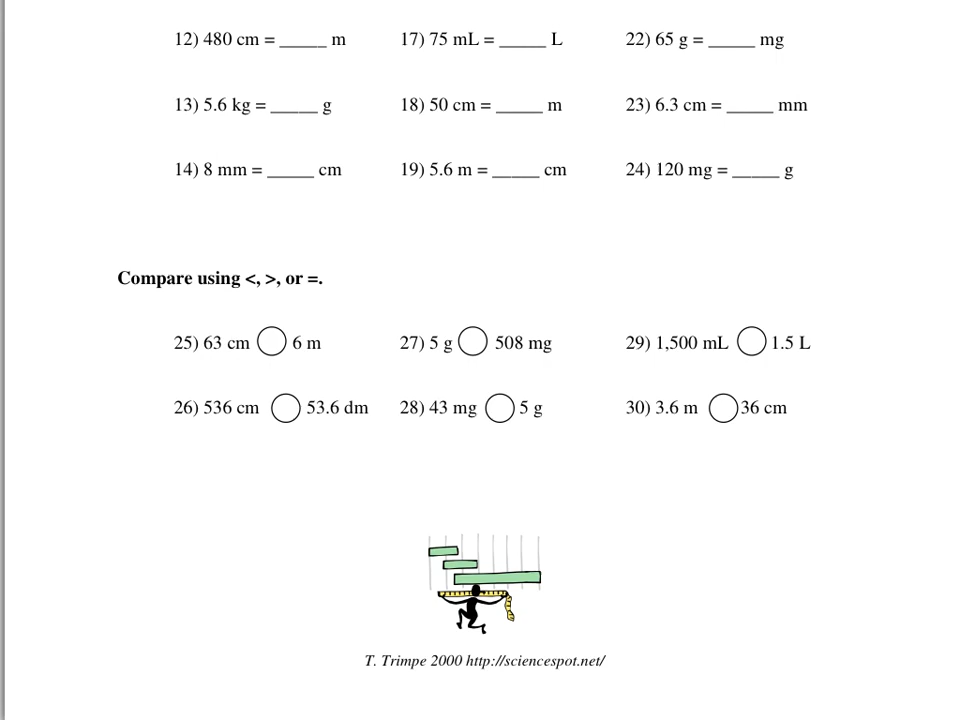 12) 480 cm = _____ m 17) 75 mL = _____ L 22) 65 g = _____ mg
13) 5.6 kg = _____ g 18) 50 cm = _____ m 23) 6.3 cm = _____ mm
14) 8 mm = _____ cm 19) 5.6 m = _____ cm 24) 120 mg = _____ g
Compare using <, >, or =.
25) 63 cm 6 m 27) 5 g 508 mg 29) 1,500 mL 1.5 L
26) 536 cm 53.6 dm 28) 43 mg 5 g 30) 3.6 m 36 cm
T. Trimpe 2000 http://sciencespot.net/